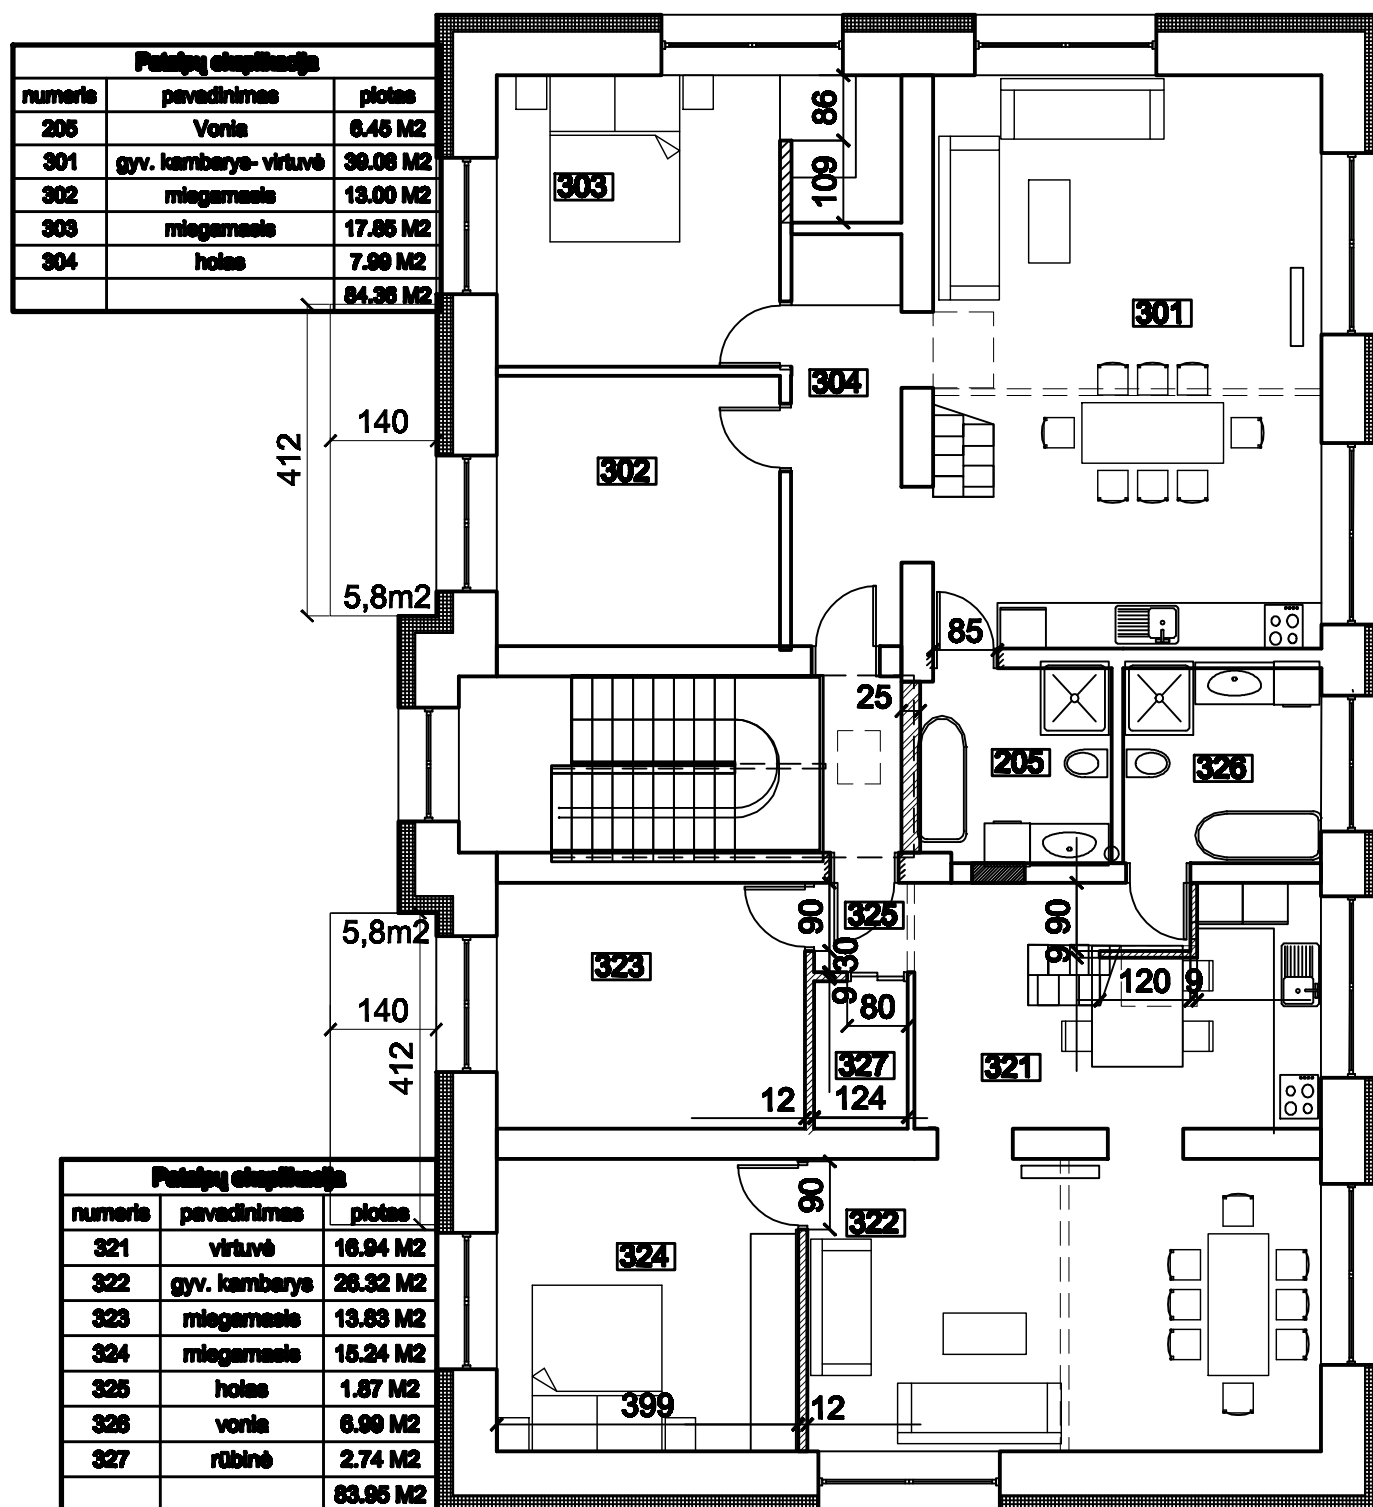 Patalpų eksplikacija
numeris pavadinimas plotas
205 Vonia 6.45 M2
301 gyv. kambarys- virtuvė 39.08 M2
302 miegamasis 13.00 M2
303 miegamasis 17.85 M2
304 holas 7.99 M2
84.36 M2
86
109
303
301
304
140
412
302
5,8m2
85
25
205
326
5,8m2
325
90
30
9
323
90
9
120 9
80
140
412
327
321
12 124
Patalpų eksplikacija
numeris pavadinimas plotas
321 virtuvė 16.94 M2
322 gyv. kambarys 26.32 M2
323 miegamasis 13.83 M2
324 miegamasis 15.24 M2
325 holas 1.87 M2
326 vonia 6.99 M2
327 rūbinė 2.74 M2
83.95 M2
90
322
324
399 12